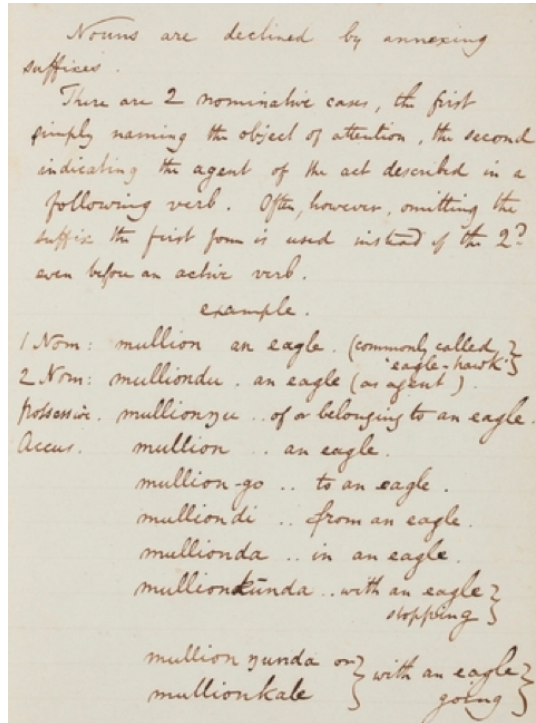 Nouns are declined by annexing
suffixes.
There are 2 nominative cases, the first
simply naming the object of attention, the second
indicating the agent of the act described in a
following verb. Often, however, omitting the
suffix the first form is used instead of the 2?
even before an active verb.
example.
1 Nom: mullion an eagle. (commonly called
'eagle-hawk')
2 Nom: mulliondu . an eagle (as agent)
Possessive. mullionŋu .. of or belonging to an eagle.
Accus. mullion .. an eagle.
mullion-go .. to an eagle.
mulliondi .. from an eagle.
mullionda .. in an eagle.
mullionkunda .. with an eagle
stopping
mullionŋunda or } with an eagle
mullionkale } going